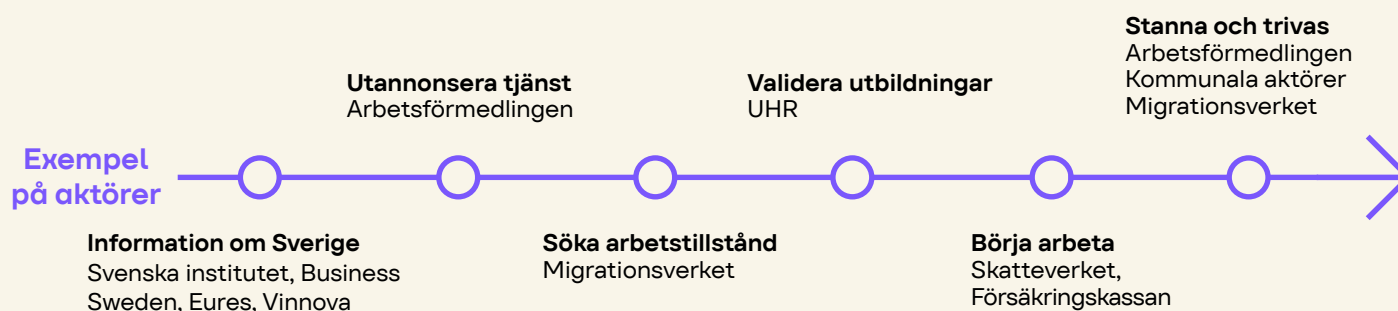 Exempel
på aktörer
Information om Sverige
Svenska institutet, Business
Sweden, Eures, Vinnova
Utannonsera tjänst
Arbetsförmedlingen
Söka arbetstillstånd
Migrationsverket
Validera utbildningar
UHR
Börja arbeta
Skatteverket,
Försäkringskassan
Stanna och trivas
Arbetsförmedlingen
Kommunala aktörer
Migrationsverket